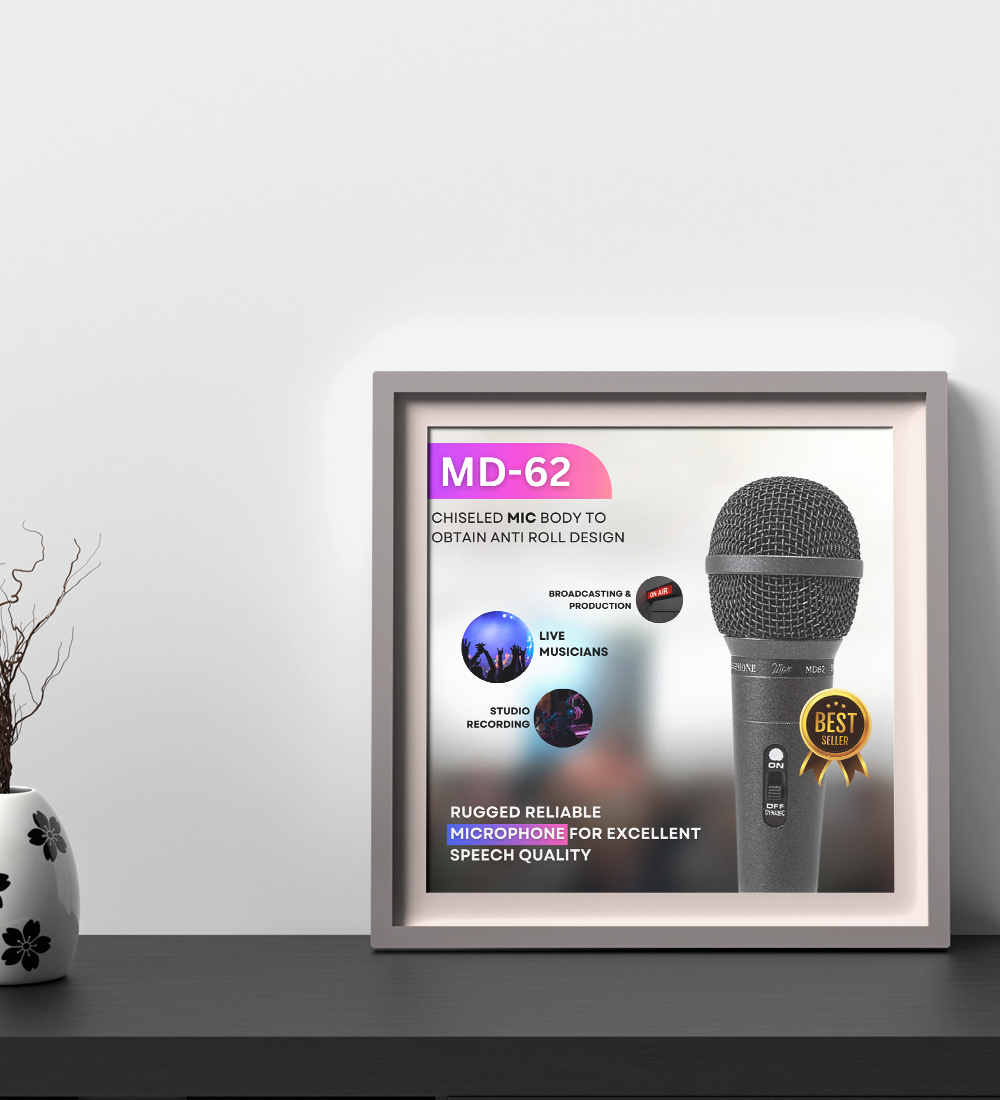 MD-62
CHISELED MIC BODY TO
OBTAIN ANTI ROLL DESIGN
BROADCASTING &
PRODUCTION
ON AIR
LIVE
MUSICIANS
STUDIO
RECORDING
MD62
BEST
SELLER
ON
OFF
RUGGED RELIABLE
MICROPHONE FOR EXCELLENT
SPEECH QUALITY